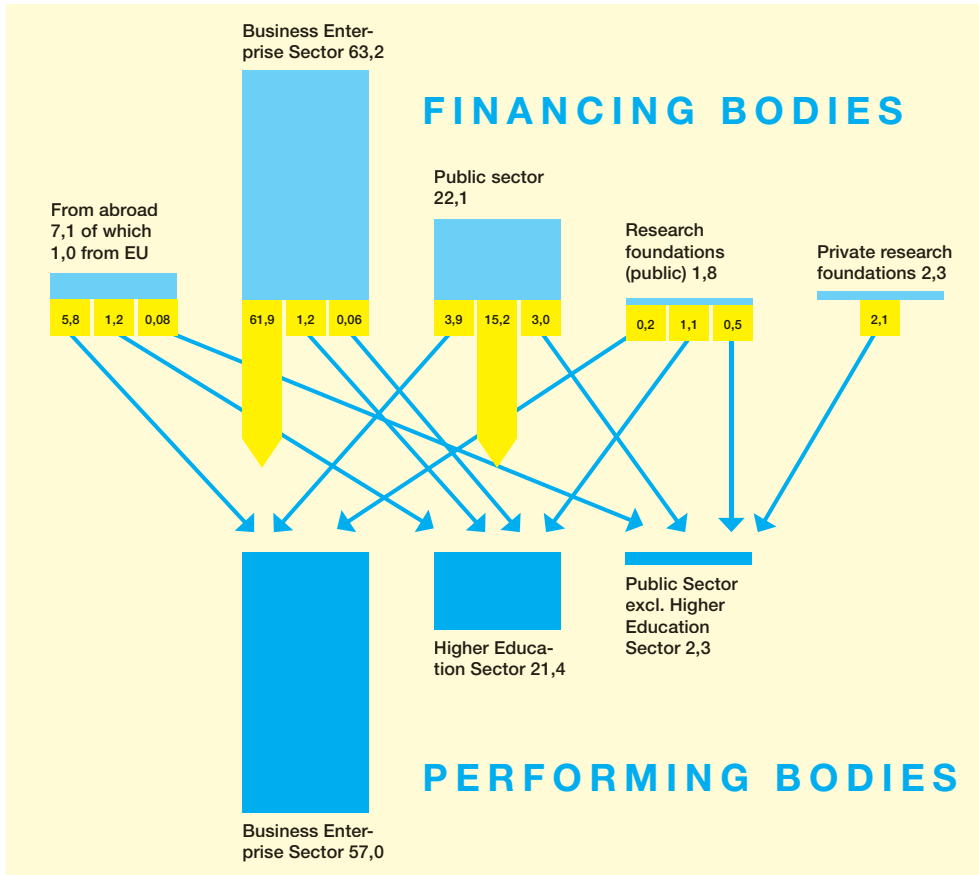 Business Enter-
prise Sector 63,2
FINANCING BODIES
From abroad
7,1 of which
1,0 from EU
Public sector
22,1
Research
foundations
(public) 1,8
Private research
foundations 2,3
5,8 1,2 0,08
61,9 1,2 0,06
3,9 15,2 3,0
0,2 1,1 0,5
2,1
Business Enter-
prise Sector 57,0
Higher Educa-
tion Sector 21,4
Public Sector
excl. Higher
Education
Sector 2,3
PERFORMING BODIES